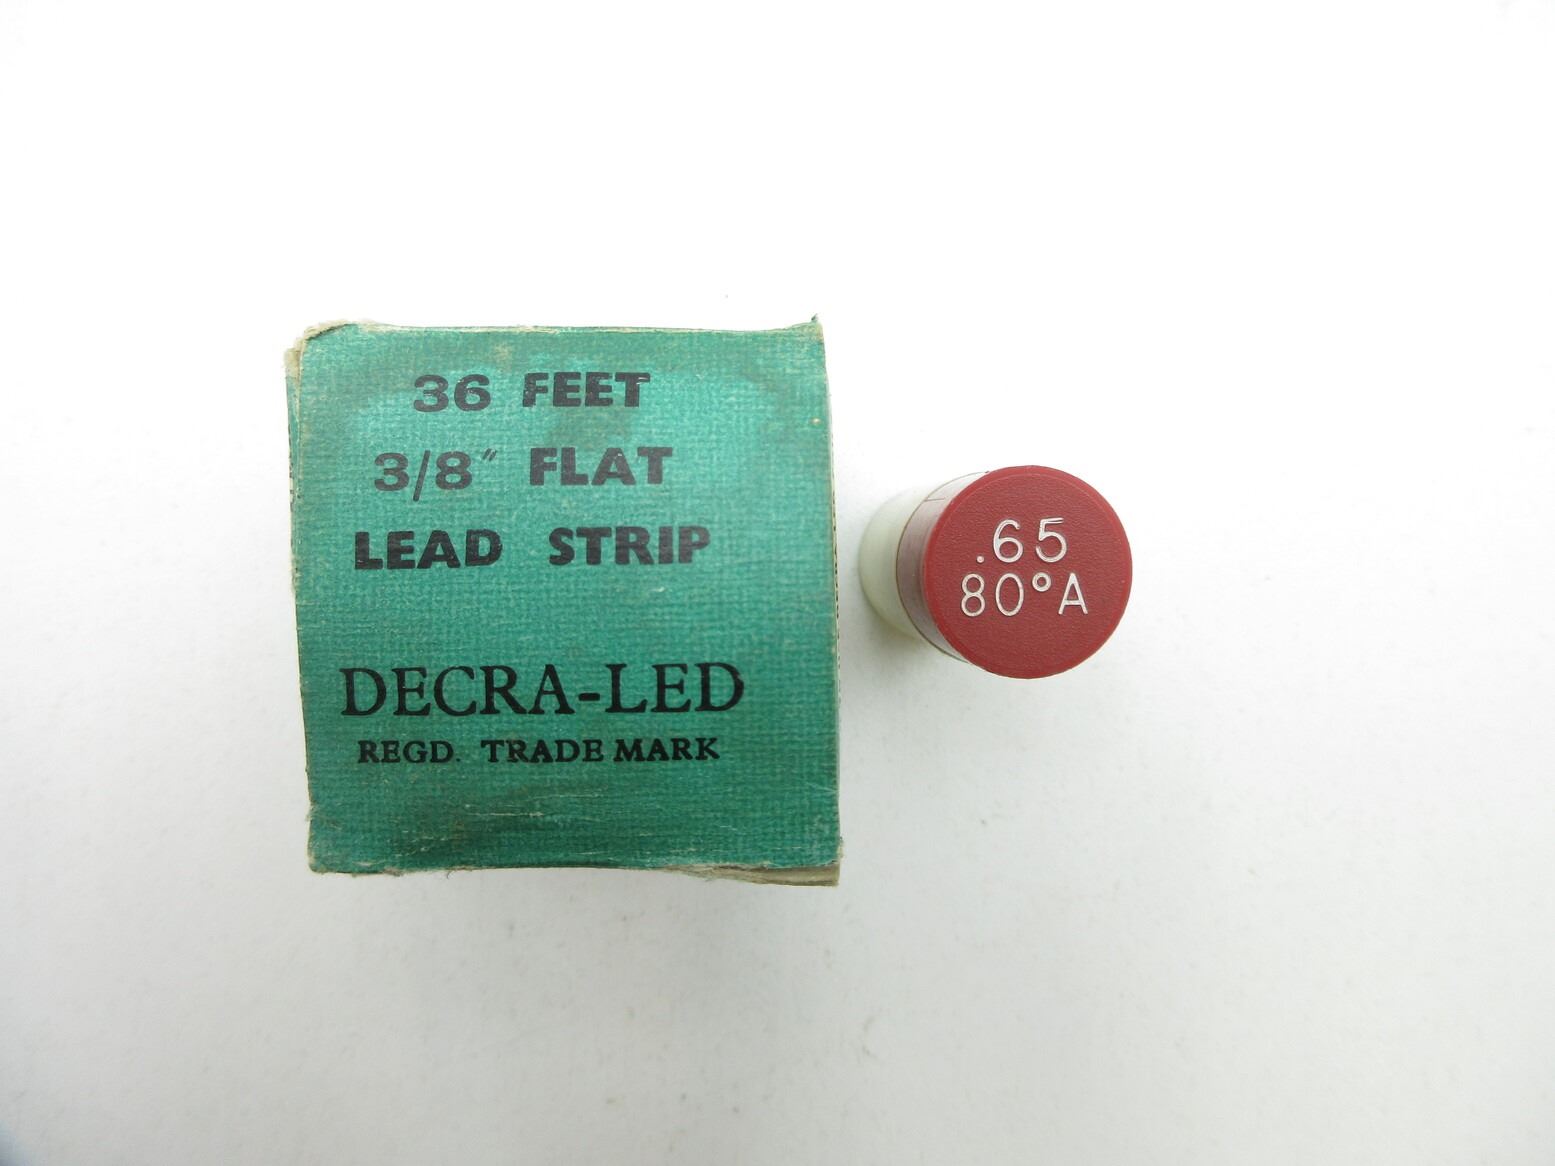 36 FEET
3/8" FLAT
LEAD STRIP
DECRA-LED
REGD. TRADE MARK
.65
80°A